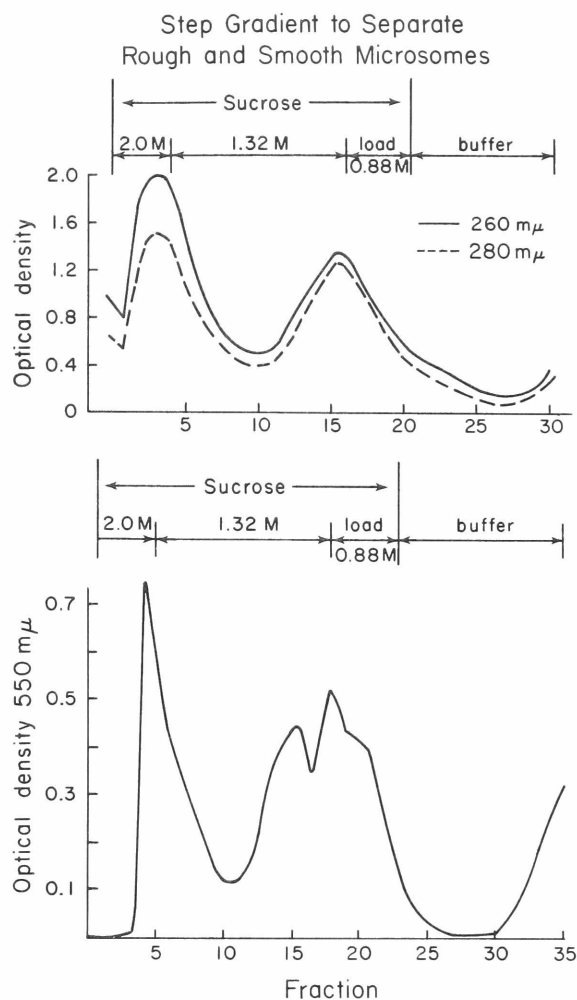 Step Gradient to Separate
Rough and Smooth Microsomes
Sucrose
2.0 M 1.32 M load buffer
0.88 M
2.0
1.6
1.2
0.8
0.4
0
Optical density
260 mμ
280 mμ
5 10 15 20 25 30
Sucrose
2.0 M 1.32 M load buffer
0.88 M
0.7
0.5
0.3
0.1
Optical density 550 mμ
5 10 15 20 25 30 35
Fraction